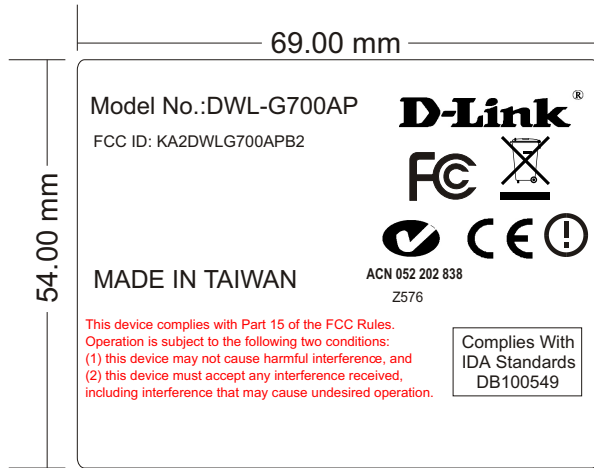 69.00 mm
54.00 mm
Model No.:DWL-G700AP
D-Link®
FCC ID: KA2DWLG700APB2
FC
CE
MADE IN TAIWAN
ACN 052 202 838
Z576
This device complies with Part 15 of the FCC Rules.
Operation is subject to the following two conditions:
(1) this device may not cause harmful interference, and
(2) this device must accept any interference received,
including interference that may cause undesired operation.
Complies With
IDA Standards
DB100549